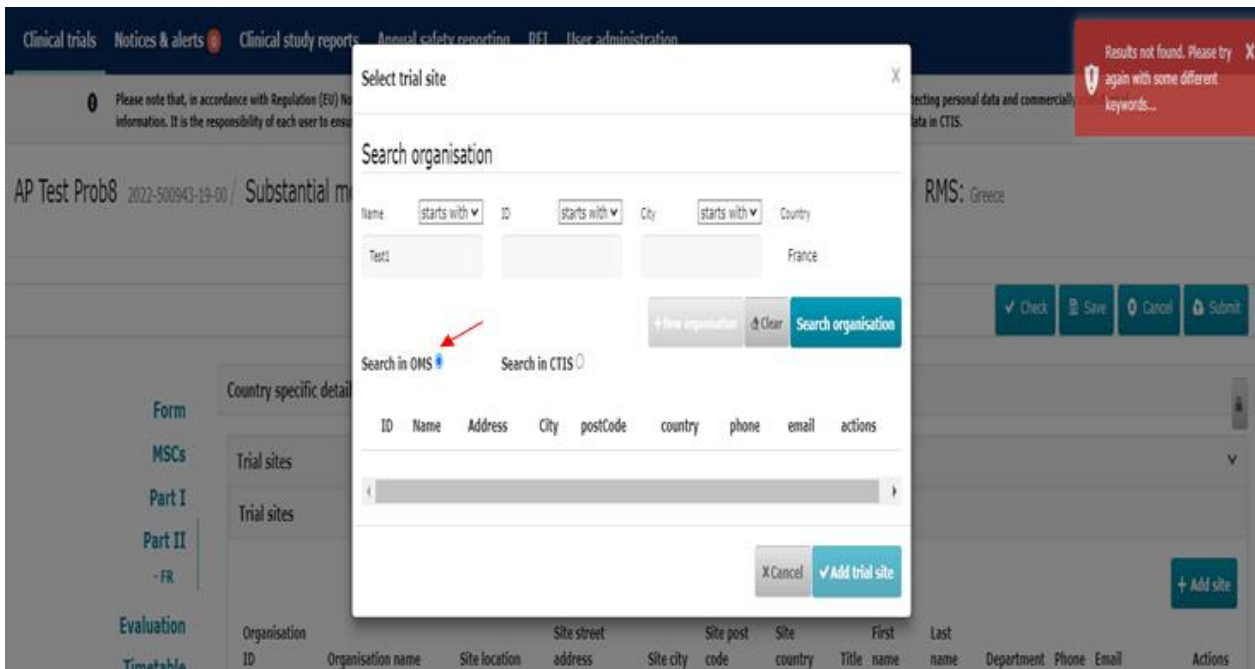 Clinical trials Notices & alerts Clinical study reports Annual safety reporting RFI User administration
Results not found. Please try again with some different keywords... X
Please note that, in accordance with Regulation (EU) No
tecting personal data and commercially
information. It is the responsibility of each user to ensu
data in CTIS.
AP Test Prob8 2022-500943-19-00 / Substantial m
RMS: Greece
Select trial site X
Search organisation
Name starts with ID starts with City starts with Country
Test1 France
+ New organisation Clear Search organisation
Search in OMS Search in CTIS
ID Name Address City postCode country phone email actions
X Cancel Add trial site
Check Save Cancel Submit
Form
MSCs
Part I
Part II
- FR
Evaluation
Timetable
Country specific detail
Trial sites
Trial sites
+ Add site
Organisation ID Organisation name Site location Site street address Site city Site post code Site country Title First name Last name Department Phone Email Actions